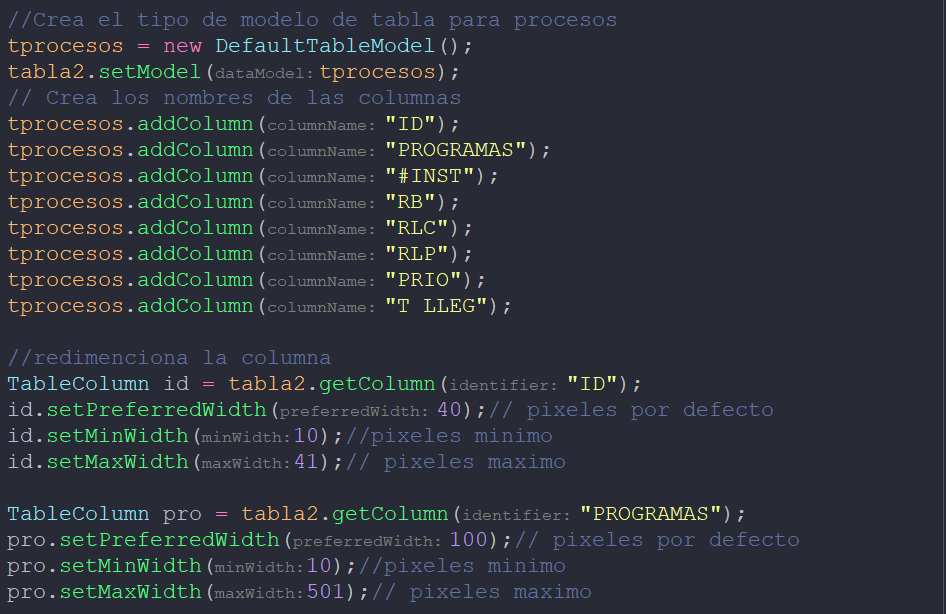 //Crea el tipo de modelo de tabla para procesos
tprocesos = new DefaultTableModel();
tabla2.setModel(dataModel: tprocesos);
// Crea los nombres de las columnas
tprocesos.addColumn(columnName: "ID");
tprocesos.addColumn(columnName: "PROGRAMAS");
tprocesos.addColumn(columnName: "#INST");
tprocesos.addColumn(columnName: "RB");
tprocesos.addColumn(columnName: "RLC");
tprocesos.addColumn(columnName: "RLP");
tprocesos.addColumn(columnName: "PRIO");
tprocesos.addColumn(columnName: "T LLEG");
//redimenciona la columna
TableColumn id = tabla2.getColumn(identifier: "ID");
id.setPreferredWidth(preferredWidth: 40);// pixeles por defecto
id.setMinWidth(minWidth:10);//pixeles minimo
id.setMaxWidth(maxWidth:41);// pixeles maximo
TableColumn pro = tabla2.getColumn(identifier: "PROGRAMAS");
pro.setPreferredWidth(preferredWidth: 100);// pixeles por defecto
pro.setMinWidth(minWidth:10);//pixeles minimo
pro.setMaxWidth(maxWidth:501);// pixeles maximo